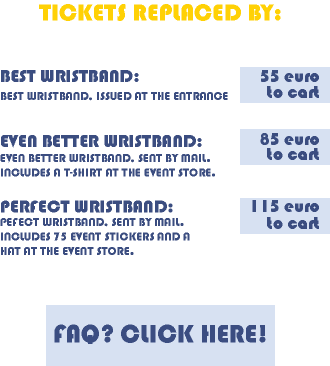 TICKETS REPLACED BY:
BEST WRISTBAND: 55 euro
BEST WRISTBAND. ISSUED AT THE ENTRANCE to cart
EVEN BETTER WRISTBAND: 85 euro
EVEN BETTER WRISTBAND. SENT BY MAIL. to cart
INCLUDES A T-SHIRT AT THE EVENT STORE.
PERFECT WRISTBAND: 115 euro
PEFECT WRISTBAND. SENT BY MAIL. to cart
INCLUDES 75 EVENT STICKERS AND A
HAT AT THE EVENT STORE.
FAQ? CLICK HERE!